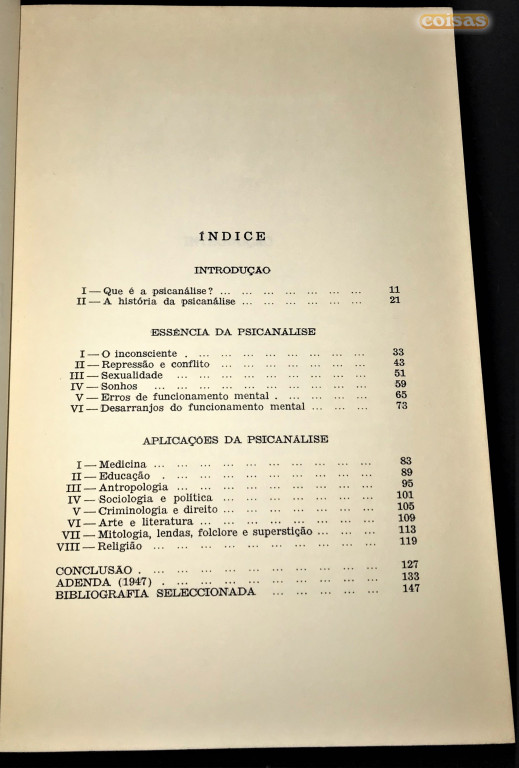 coisas
ÍNDICE
INTRODUÇÃO
I — Que é a psicanálise? ... ... ... ... ... ... ... ... 11
II — A história da psicanálise ... ... ... ... ... ... ... 21
ESSÊNCIA DA PSICANÁLISE
I — O inconsciente . ... ... ... ... ... ... ... ... 33
II — Repressão e conflito ... ... ... ... ... ... ... ... 43
III — Sexualidade ... ... ... ... ... ... ... ... ... 51
IV — Sonhos ... ... ... ... ... ... ... ... ... ... 59
V — Erros de funcionamento mental . ... ... ... ... ... 65
VI — Desarranjos do funcionamento mental ... ... ... ... 73
APLICAÇÕES DA PSICANÁLISE
I — Medicina ... ... ... ... ... ... ... ... ... ... 83
II — Educação . ... ... ... ... ... ... ... ... ... 89
III — Antropologia ... ... ... ... ... ... ... ... ... 95
IV — Sociologia e política ... ... ... ... ... ... ... ... 101
V — Criminologia e direito ... ... ... ... ... ... ... 105
VI — Arte e literatura ... ... ... ... ... ... ... ... 109
VII — Mitologia, lendas, folclore e superstição ... ... ... 113
VIII — Religião ... ... ... ... ... ... ... ... ... ... 119
CONCLUSÃO . ... ... ... ... ... ... ... ... ... ... 127
ADENDA (1947) . ... ... ... ... ... ... ... ... ... 133
BIBLIOGRAFIA SELECCIONADA ... ... ... ... ... ... 147